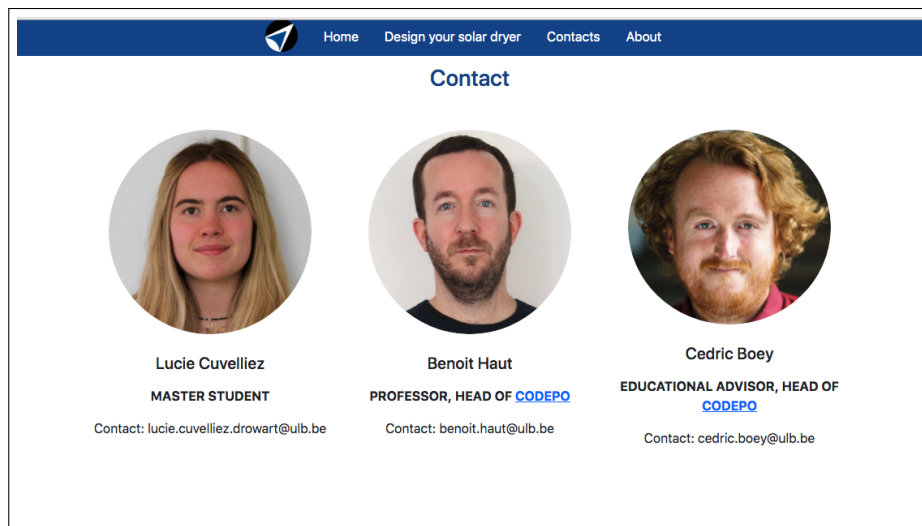 Home Design your solar dryer Contacts About
Contact
Lucie Cuvelliez
MASTER STUDENT
Contact: lucie.cuvelliez.drowart@ulb.be
Benoit Haut
PROFESSOR, HEAD OF CODEPO
Contact: benoit.haut@ulb.be
Cedric Boey
EDUCATIONAL ADVISOR, HEAD OF
CODEPO
Contact: cedric.boey@ulb.be